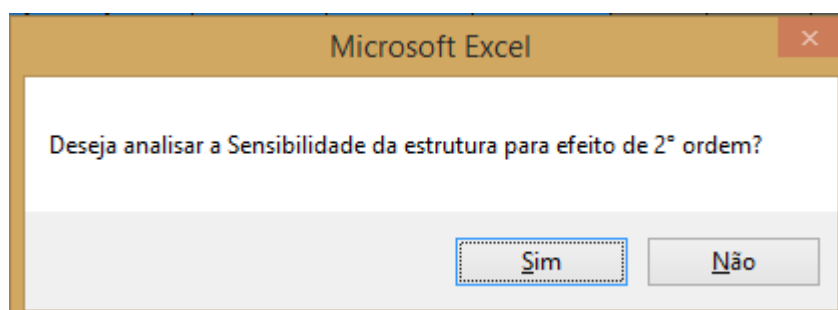 Microsoft Excel
Deseja analisar a Sensibilidade da estrutura para efeito de 2° ordem?
Sim
Não